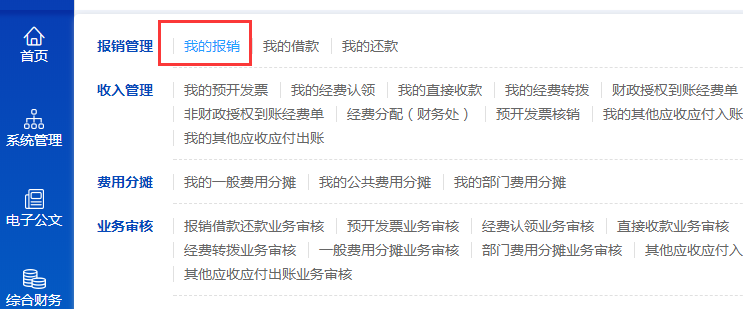 首页
系统管理
电子公文
综合财务
报销管理 我的报销 我的借款 我的还款
收入管理 我的预开发票 我的经费认领 我的直接收款 我的经费转拨 财政授权到账经费单
非财政授权到账经费单 经费分配（财务处） 预开发票核销 我的其他应收应付入账
我的其他应收应付出账
费用分摊 我的一般费用分摊 我的公共费用分摊 我的部门费用分摊
业务审核 报销借款还款业务审核 预开发票业务审核 经费认领业务审核 直接收款业务审核
经费转拨业务审核 一般费用分摊业务审核 部门费用分摊业务审核 其他应收应付入
其他应收应付出账业务审核